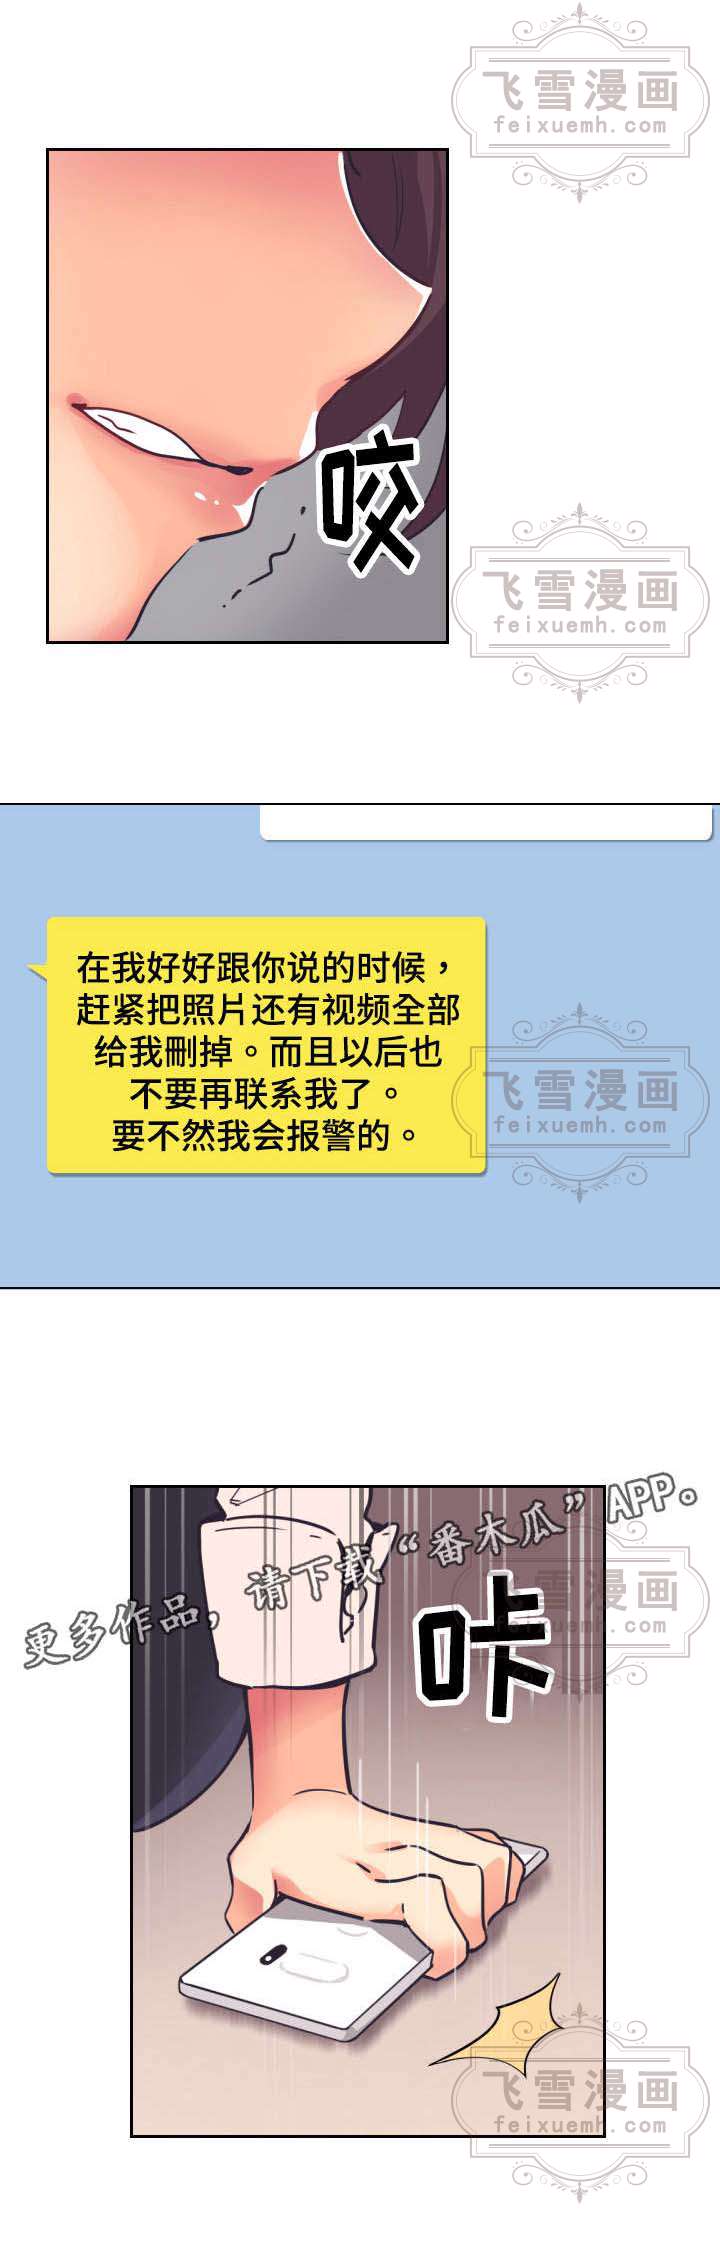 飞雪漫画
feixuemh.com
咬
飞雪漫画
feixuemh.com
在我好好跟你说的时候，
赶紧把照片还有视频全部
给我刪掉。而且以后也
不要再联系我了。
要不然我会报警的。
飞雪漫画
feixuemh.com
更多作品，请下载“番木瓜”APP。
飞雪漫画
feixuemh.com
咔
飞雪漫画
feixuemh.com